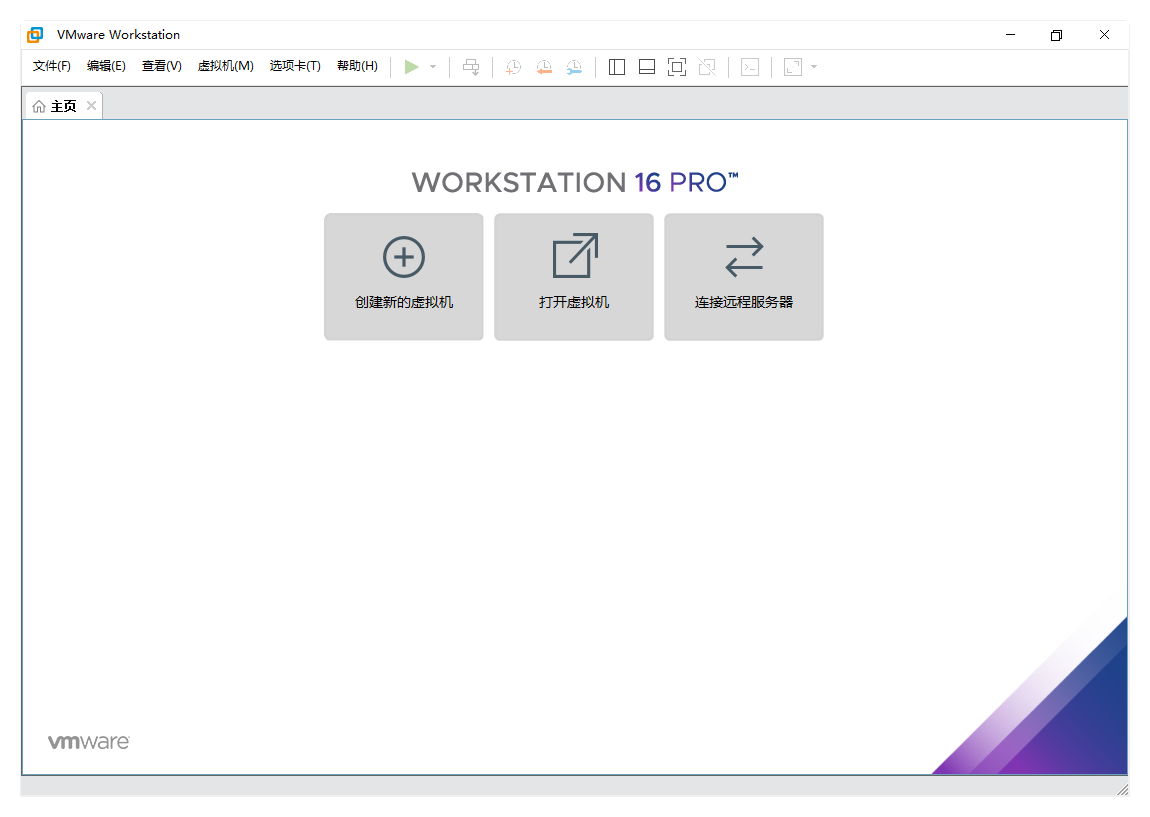 VMware Workstation
文件(F) 编辑(E) 查看(V) 虚拟机(M) 选项卡(T) 帮助(H)
主页
WORKSTATION 16 PRO™
创建新的虚拟机 打开虚拟机 连接远程服务器
vmware